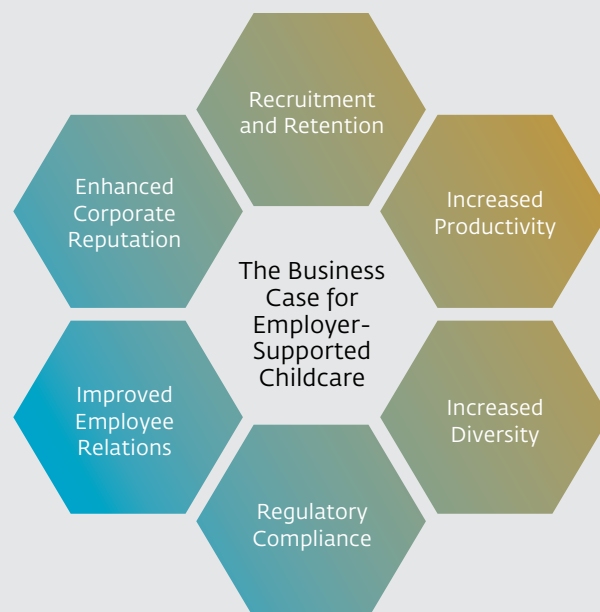 Recruitment
and Retention
Enhanced
Corporate
Reputation
Increased
Productivity
The Business
Case for
Employer-
Supported
Childcare
Improved
Employee
Relations
Increased
Diversity
Regulatory
Compliance